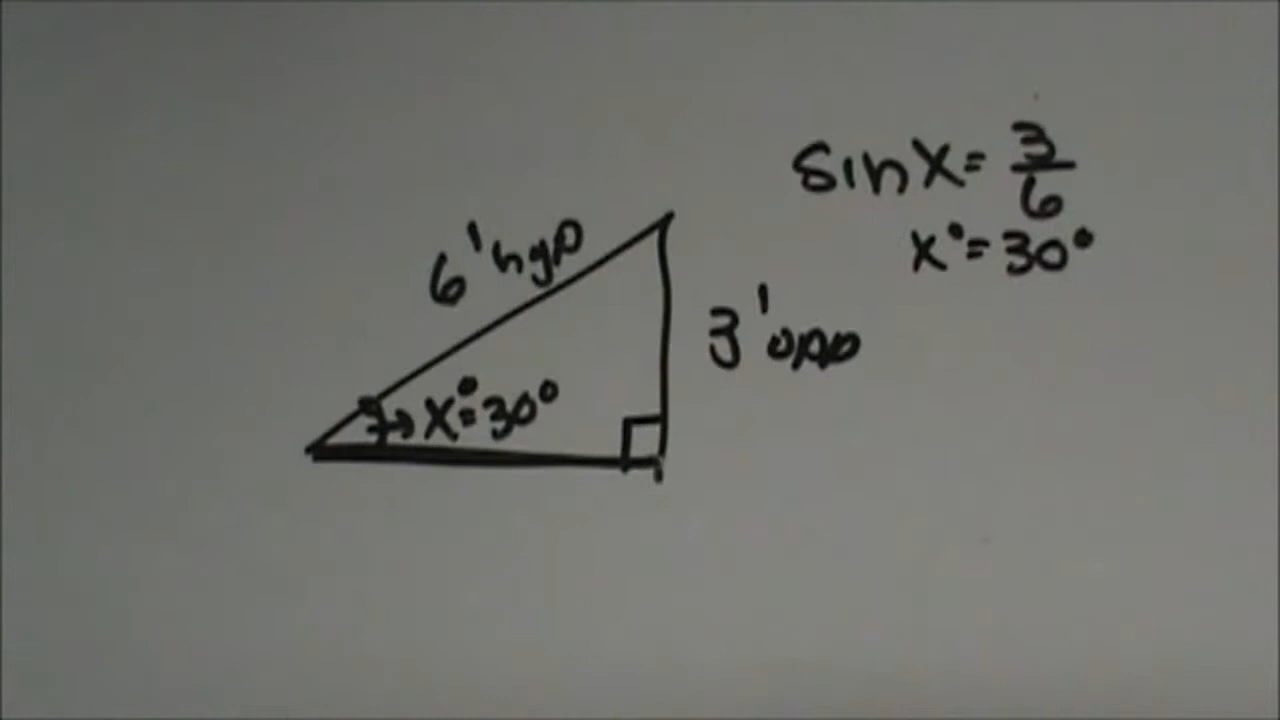 sin x = 3/6
x° = 30°
6' hyp
3' opp
x° = 30°